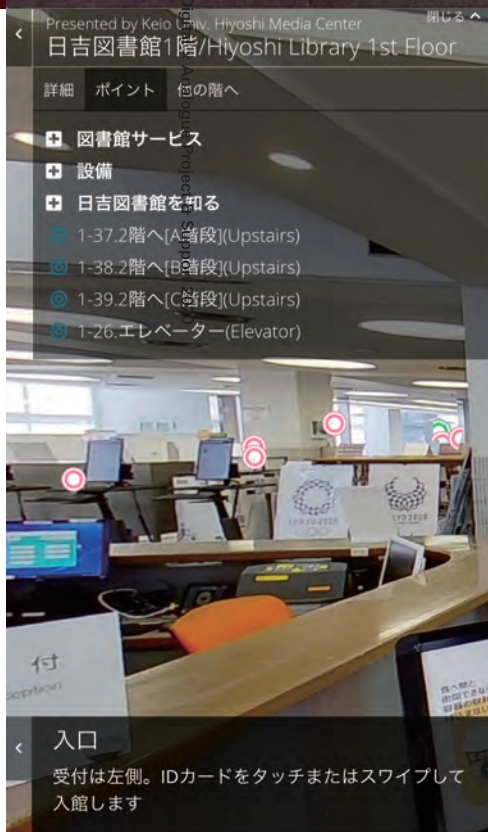 閉じる
Presented by Keio Univ. Hiyoshi Media Center
日吉図書館1階/Hiyoshi Library 1st Floor
詳細 ポイント 他の階へ
図書館サービス
設備
日吉図書館を知る
1-37.2階へ[A階段](Upstairs)
1-38.2階へ[B階段](Upstairs)
1-39.2階へ[C階段](Upstairs)
1-26.エレベーター(Elevator)
TOKYO 2020
TOKYO 2020
付
入口
受付は左側。IDカードをタッチまたはスワイプして
入館します